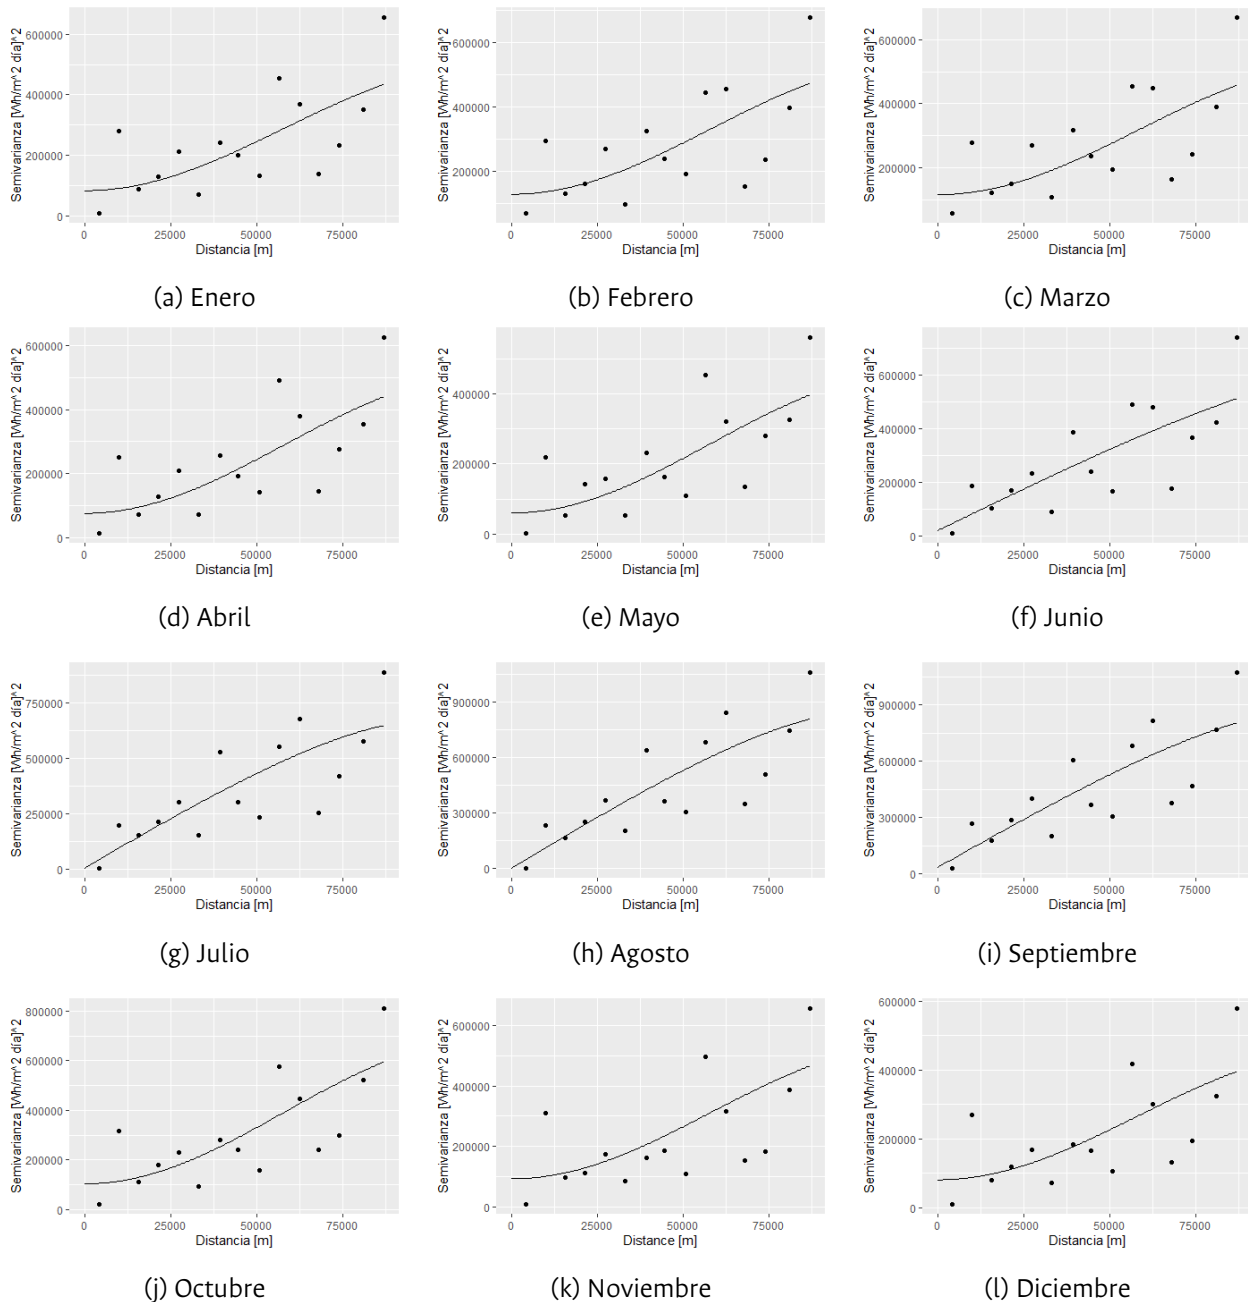 Semivarianza [Wh/m^2 día]^2
600000
400000
200000
0
0 25000 50000 75000
Distancia [m]
(a) Enero
Semivarianza [Wh/m^2 día]^2
600000
400000
200000
0 25000 50000 75000
Distancia [m]
(b) Febrero
Semivarianza [Wh/m^2 día]^2
600000
400000
200000
0 25000 50000 75000
Distancia [m]
(c) Marzo
Semivarianza [Wh/m^2 día]^2
600000
400000
200000
0
0 25000 50000 75000
Distancia [m]
(d) Abril
Semivarianza [Wh/m^2 día]^2
400000
200000
0
0 25000 50000 75000
Distancia [m]
(e) Mayo
Semivarianza [Wh/m^2 día]^2
600000
400000
200000
0
0 25000 50000 75000
Distancia [m]
(f) Junio
Semivarianza [Wh/m^2 día]^2
750000
500000
250000
0
0 25000 50000 75000
Distancia [m]
(g) Julio
Semivarianza [Wh/m^2 día]^2
900000
600000
300000
0
0 25000 50000 75000
Distancia [m]
(h) Agosto
Semivarianza [Wh/m^2 día]^2
900000
600000
300000
0
0 25000 50000 75000
Distancia [m]
(i) Septiembre
Semivarianza [Wh/m^2 día]^2
800000
600000
400000
200000
0
0 25000 50000 75000
Distancia [m]
(j) Octubre
Semivarianza [Wh/m^2 día]^2
600000
400000
200000
0
0 25000 50000 75000
Distance [m]
(k) Noviembre
Semivarianza [Wh/m^2 día]^2
600000
400000
200000
0
0 25000 50000 75000
Distancia [m]
(l) Diciembre